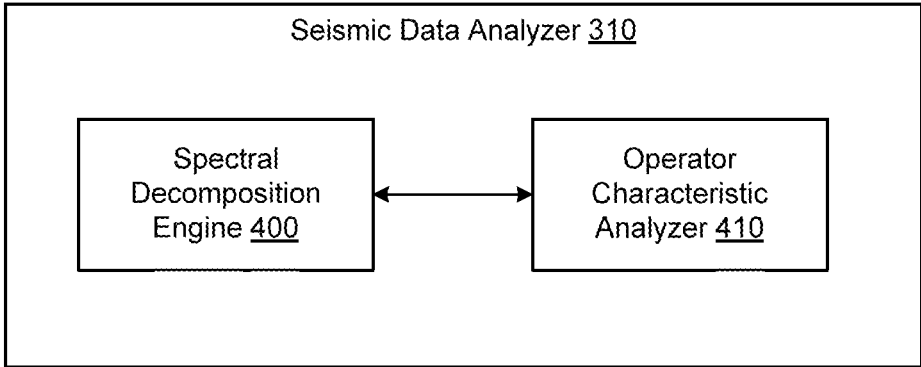 Seismic Data Analyzer 310
Spectral
Decomposition
Engine 400
Operator
Characteristic
Analyzer 410